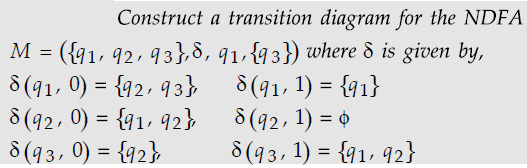 Construct a transition diagram for the NDFA
M = ({q1, q2, q3},δ, q1,{q3}) where δ is given by,
δ(q1, 0) = {q2, q3}, δ(q1, 1) = {q1}
δ(q2, 0) = {q1, q2}, δ(q2, 1) = ϕ
δ(q3, 0) = {q2}, δ(q3, 1) = {q1, q2}